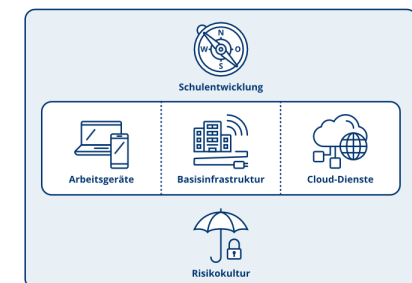 N
W O
S
Schulentwicklung
Arbeitsgeräte Basisinfrastruktur Cloud-Dienste
Risikokultur